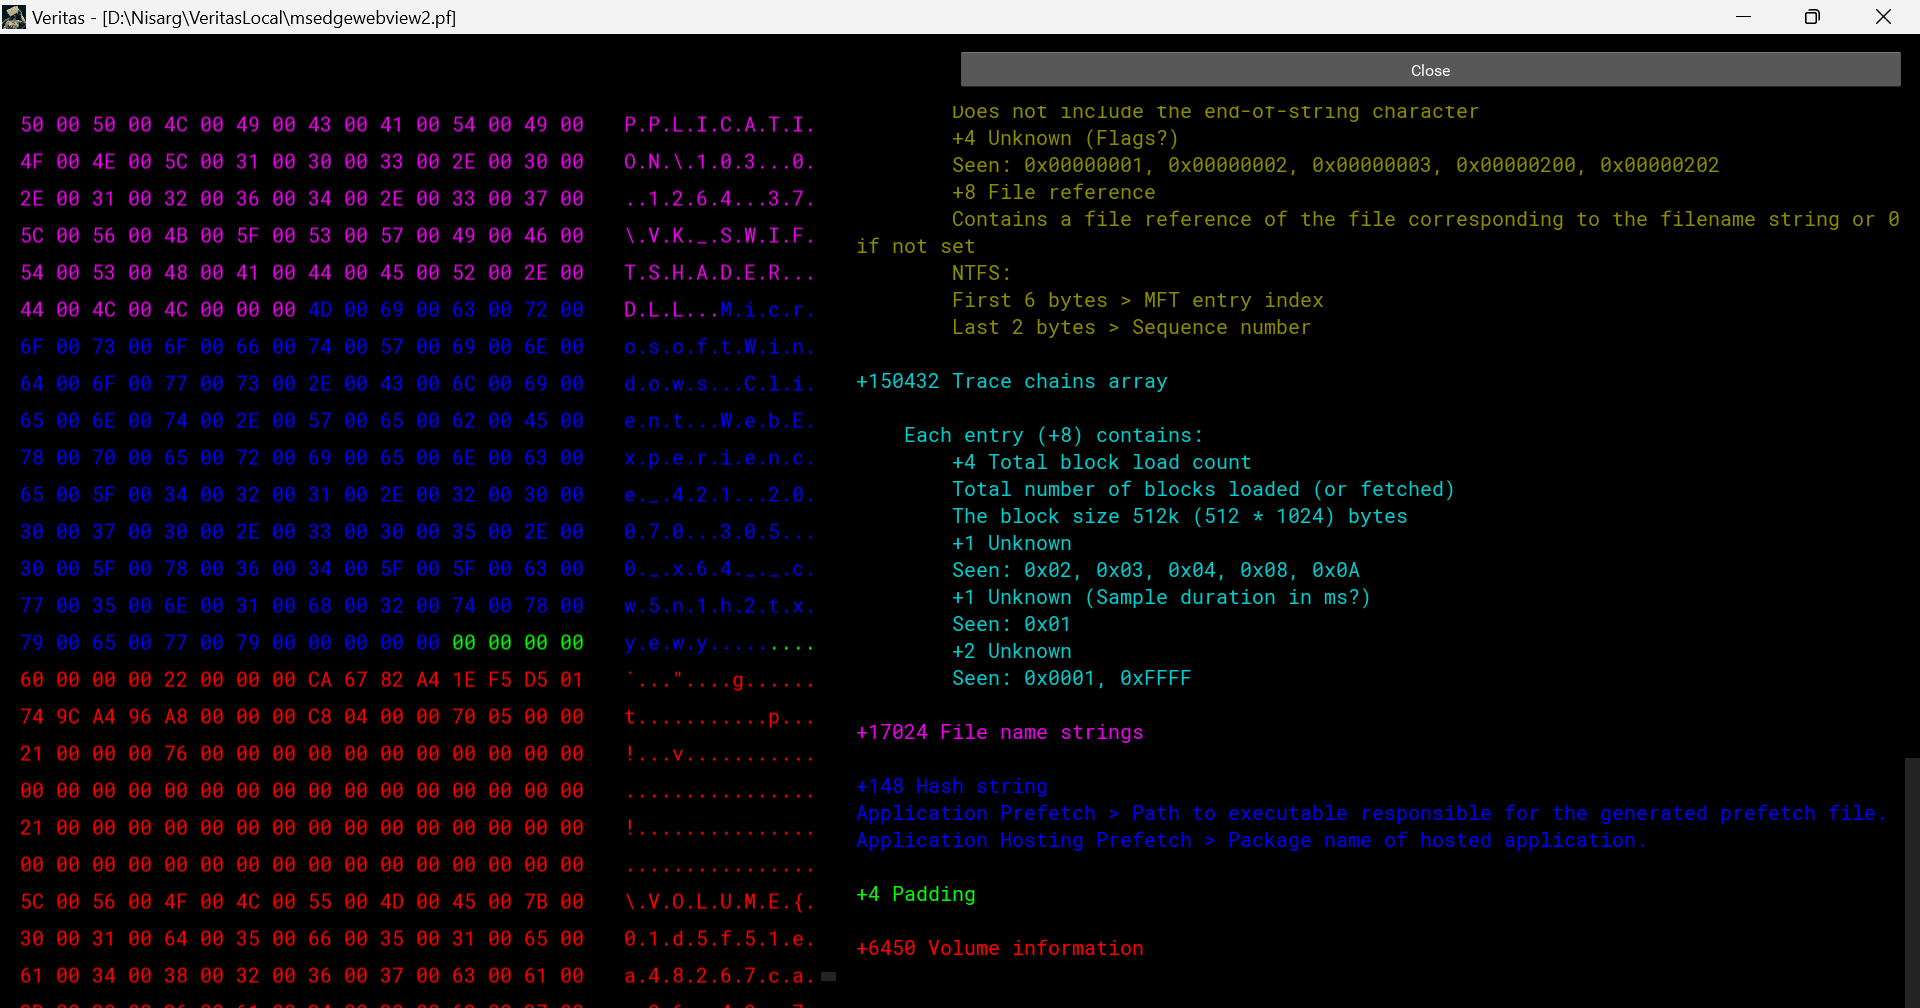 Veritas - [D:\Nisarg\VeritasLocal\msedgewebview2.pf]
Close
50 00 50 00 4C 00 49 00 43 00 41 00 54 00 49 00 P.P.L.I.C.A.T.I.
4F 00 4E 00 5C 00 31 00 30 00 33 00 2E 00 30 00 O.N.\.1.0.3...0.
2E 00 31 00 32 00 36 00 34 00 2E 00 33 00 37 00 ..1.2.6.4...3.7.
5C 00 56 00 4B 00 5F 00 53 00 57 00 49 00 46 00 \.V.K._.S.W.I.F.
54 00 53 00 48 00 41 00 44 00 45 00 52 00 2E 00 T.S.H.A.D.E.R...
44 00 4C 00 4C 00 00 00 4D 00 69 00 63 00 72 00 D.L.L...M.i.c.r.
6F 00 73 00 6F 00 66 00 74 00 57 00 69 00 6E 00 o.s.o.f.t.W.i.n.
64 00 6F 00 77 00 73 00 2E 00 43 00 6C 00 69 00 d.o.w.s...C.l.i.
65 00 6E 00 74 00 2E 00 57 00 65 00 62 00 45 00 e.n.t...W.e.b.E.
78 00 70 00 65 00 72 00 69 00 65 00 6E 00 63 00 x.p.e.r.i.e.n.c.
65 00 5F 00 34 00 32 00 31 00 2E 00 32 00 30 00 e._.4.2.1...2.0.
30 00 37 00 30 00 2E 00 33 00 30 00 35 00 2E 00 0.7.0...3.0.5...
30 00 5F 00 78 00 36 00 34 00 5F 00 5F 00 63 00 0._.x.6.4._._.c.
77 00 35 00 6E 00 31 00 68 00 32 00 74 00 78 00 w.5.n.1.h.2.t.x.
79 00 65 00 77 00 79 00 00 00 00 00 00 00 00 00 y.e.w.y.........
60 00 00 00 22 00 00 00 CA 67 82 A4 1E F5 D5 01 `..."....g......
74 9C A4 96 A8 00 00 00 C8 04 00 00 70 05 00 00 t...........p...
21 00 00 00 76 00 00 00 00 00 00 00 00 00 00 00 !...v...........
00 00 00 00 00 00 00 00 00 00 00 00 00 00 00 00 ................
21 00 00 00 00 00 00 00 00 00 00 00 00 00 00 00 !...............
00 00 00 00 00 00 00 00 00 00 00 00 00 00 00 00 ................
5C 00 56 00 4F 00 4C 00 55 00 4D 00 45 00 7B 00 \.V.O.L.U.M.E.{.
30 00 31 00 64 00 35 00 66 00 35 00 31 00 65 00 0.1.d.5.f.5.1.e.
61 00 34 00 38 00 32 00 36 00 37 00 63 00 61 00 a.4.8.2.6.7.c.a.
Does not include the end-of-string character
+4 Unknown (Flags?)
Seen: 0x00000001, 0x00000002, 0x00000003, 0x00000200, 0x00000202
+8 File reference
Contains a file reference of the file corresponding to the filename string or 0
if not set
NTFS:
First 6 bytes > MFT entry index
Last 2 bytes > Sequence number
+150432 Trace chains array
Each entry (+8) contains:
+4 Total block load count
Total number of blocks loaded (or fetched)
The block size 512k (512 * 1024) bytes
+1 Unknown
Seen: 0x02, 0x03, 0x04, 0x08, 0x0A
+1 Unknown (Sample duration in ms?)
Seen: 0x01
+2 Unknown
Seen: 0x0001, 0xFFFF
+17024 File name strings
+148 Hash string
Application Prefetch > Path to executable responsible for the generated prefetch file.
Application Hosting Prefetch > Package name of hosted application.
+4 Padding
+6450 Volume information